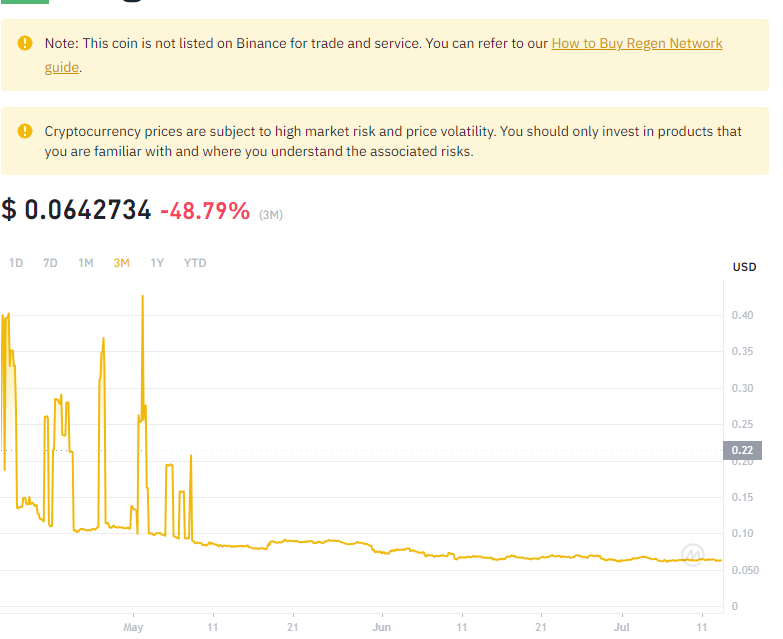 Note: This coin is not listed on Binance for trade and service. You can refer to our How to Buy Regen Network
guide.
Cryptocurrency prices are subject to high market risk and price volatility. You should only invest in products that
you are familiar with and where you understand the associated risks.
$ 0.0642734 -48.79% (3M)
1D 7D 1M 3M 1Y YTD
USD
0.40
0.35
0.30
0.25
0.22
0.20
0.15
0.10
0.050
0
May 11 21 Jun 11 21 Jul 11